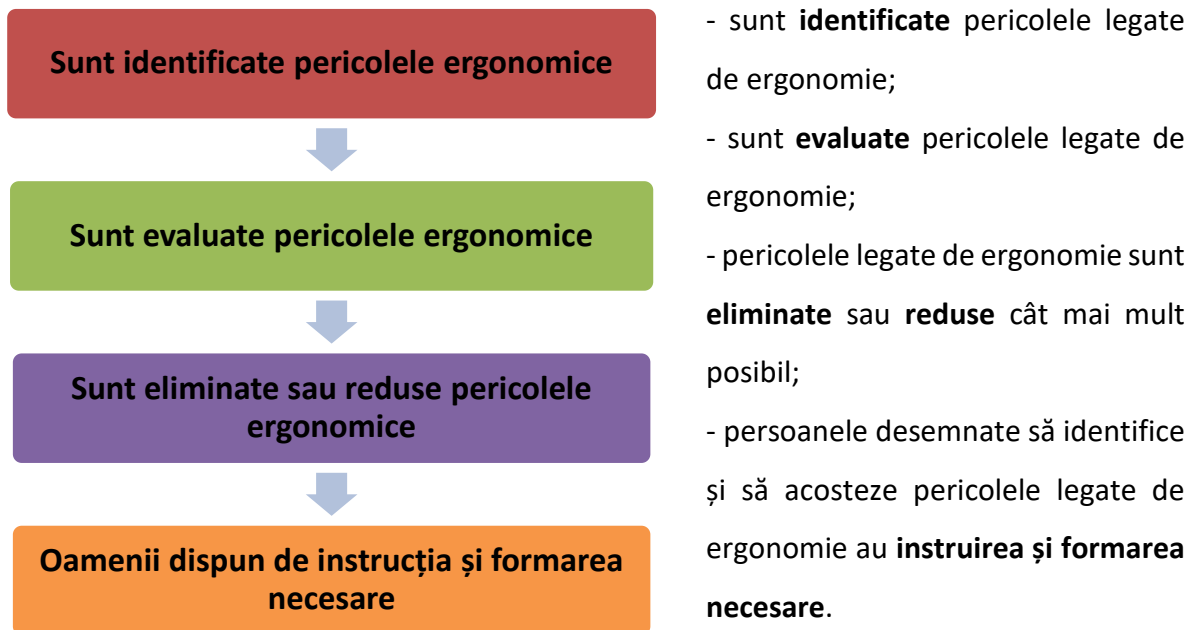 Sunt identificate pericolele ergonomice
Sunt evaluate pericolele ergonomice
Sunt eliminate sau reduse pericolele
ergonomice
Oamenii dispun de instrucția și formarea
necesare
- sunt identificate pericolele legate
de ergonomie;
- sunt evaluate pericolele legate de
ergonomie;
- pericolele legate de ergonomie sunt
eliminate sau reduse cât mai mult
posibil;
- persoanele desemnate să identifice
și să acosteze pericolele legate de
ergonomie au instruirea și formarea
necesare.